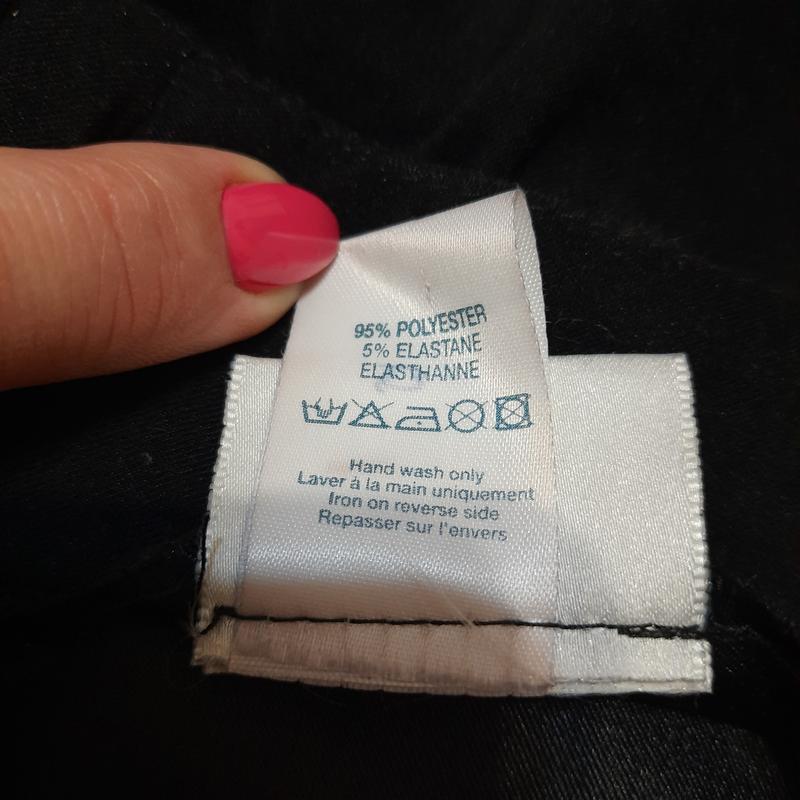 95% POLYESTER
5% ELASTANE
ELASTHANNE
Hand wash only
Laver à la main uniquement
Iron on reverse side
Repasser sur l'envers